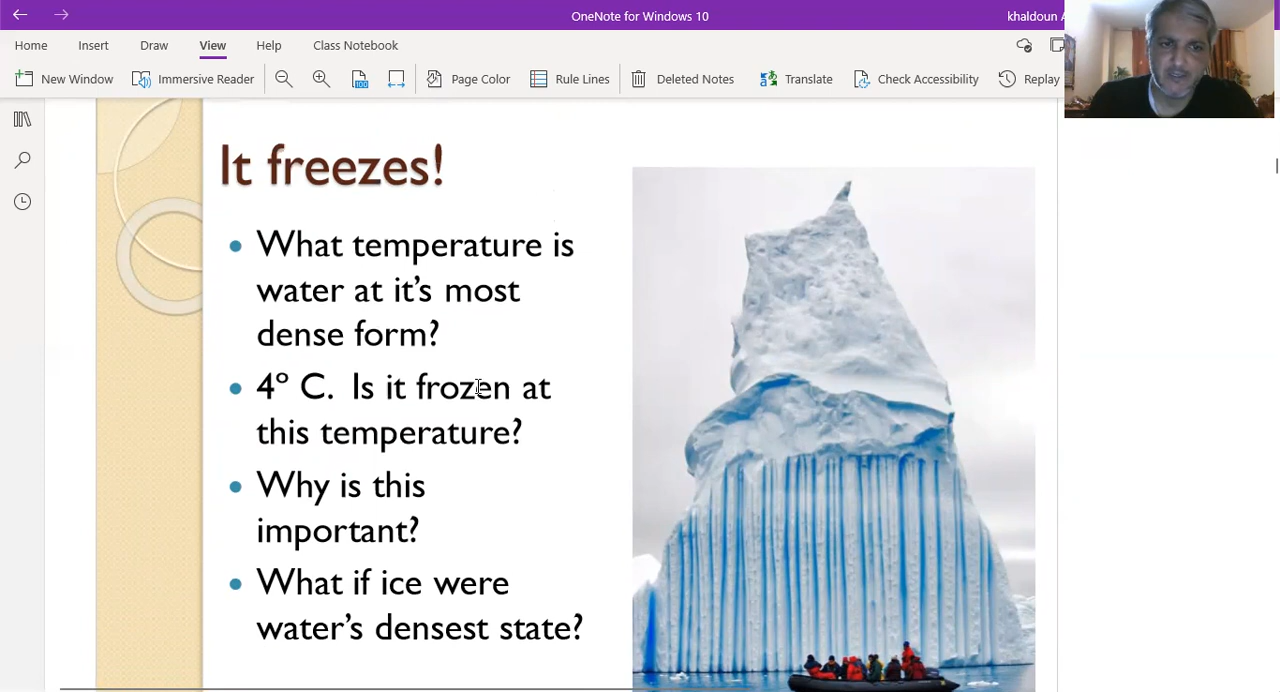 OneNote for Windows 10
khaldoun A
Home Insert Draw View Help Class Notebook
New Window Immersive Reader Page Color Rule Lines Deleted Notes Translate Check Accessibility Replay
It freezes!
What temperature is
water at it's most
dense form?
4° C. Is it frozen at
this temperature?
Why is this
important?
What if ice were
water's densest state?